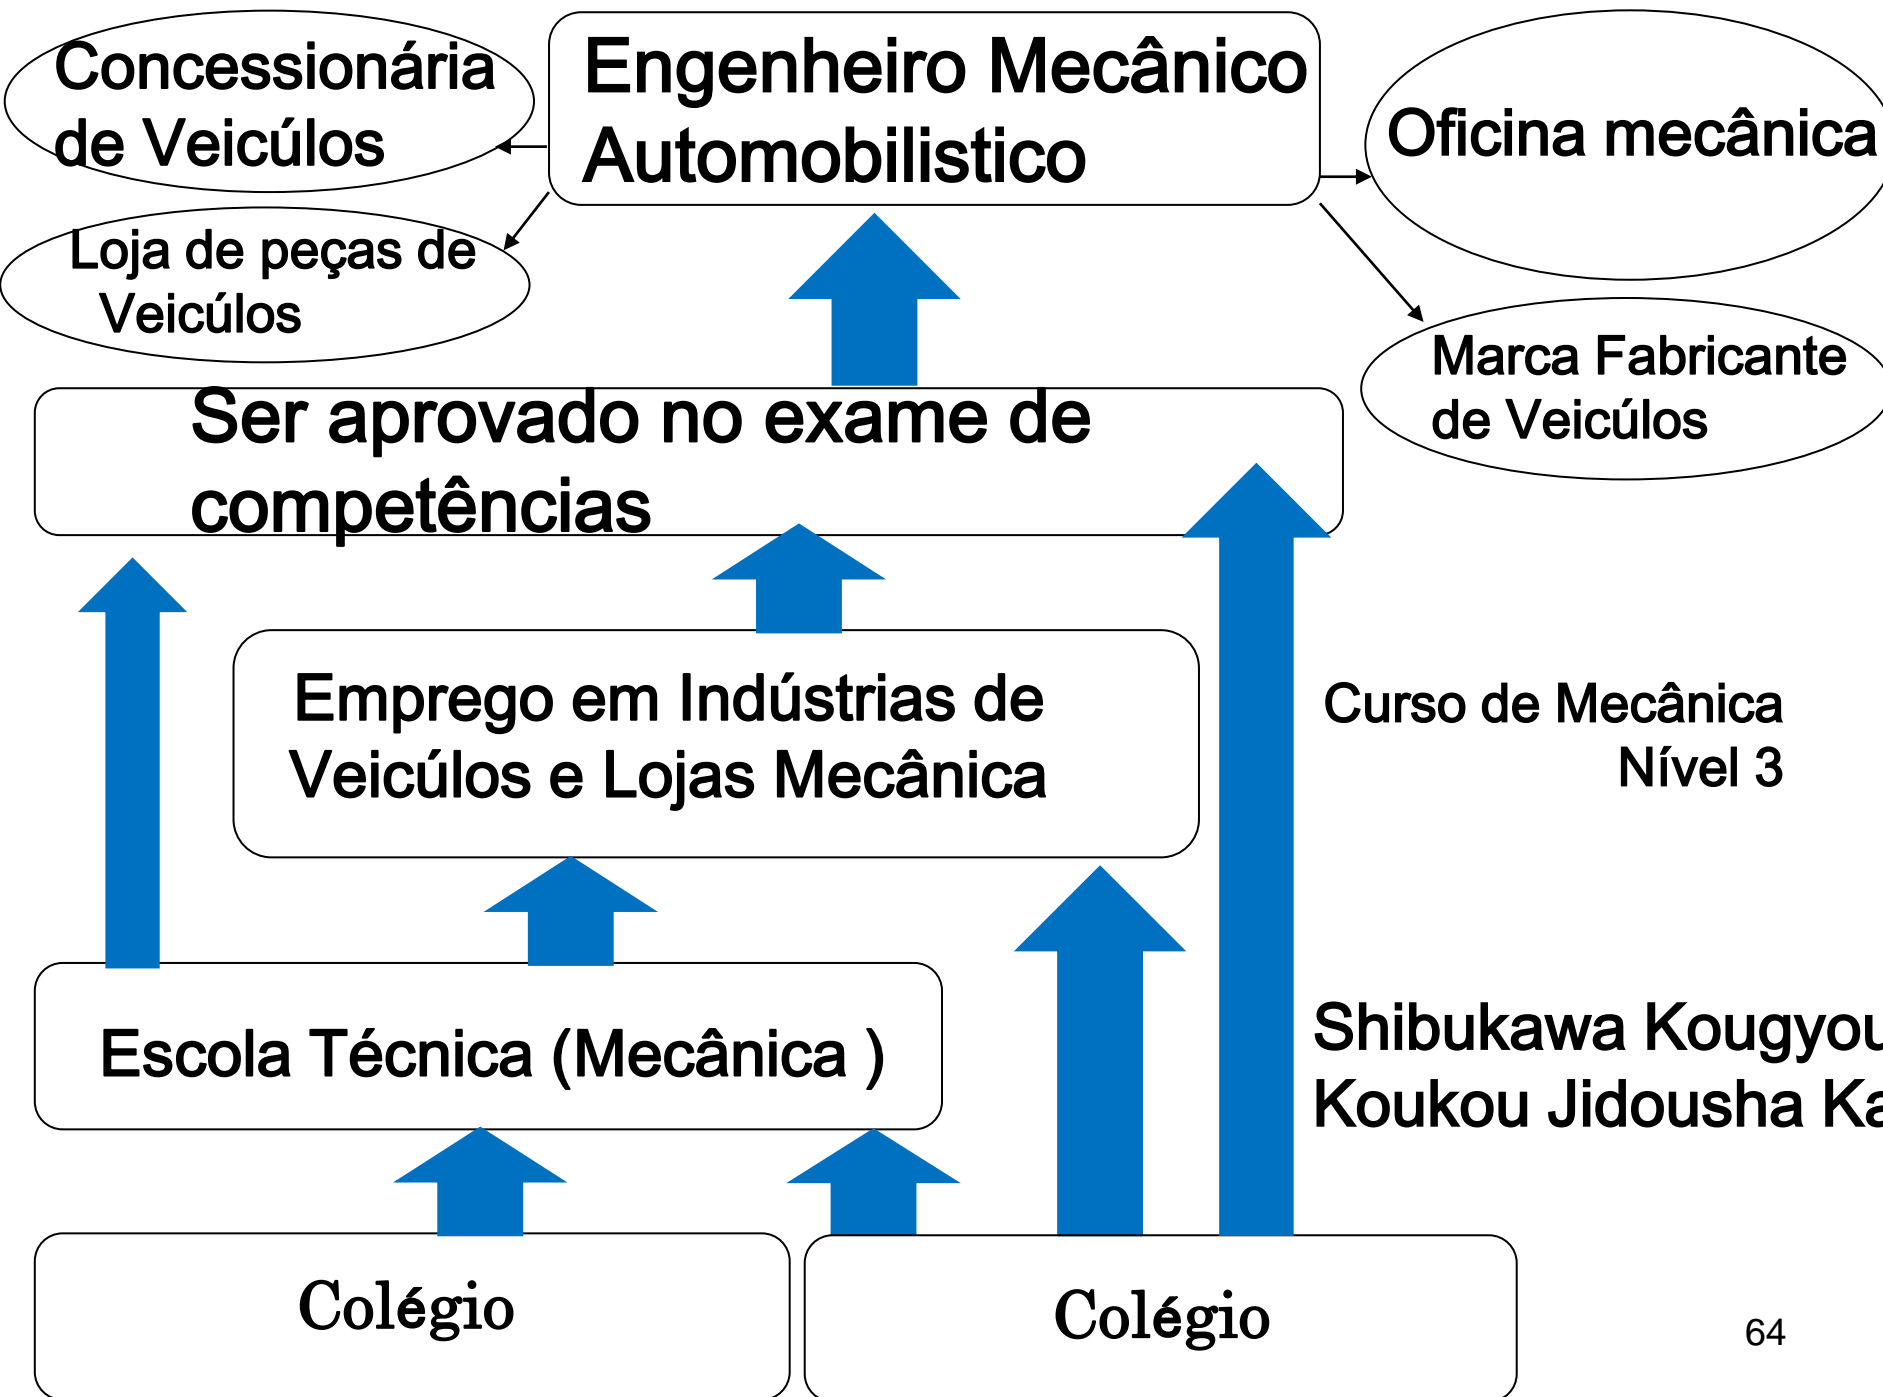 Concessionária
de Veicúlos
Engenheiro Mecânico
Automobilistico
Oficina mecânica
Loja de peças de
Veicúlos
Marca Fabricante
de Veicúlos
Ser aprovado no exame de
competências
Emprego em Indústrias de
Veicúlos e Lojas Mecânica
Curso de Mecânica
Nível 3
Escola Técnica (Mecânica )
Shibukawa Kougyou
Koukou Jidousha Ka
Colégio
Colégio
64